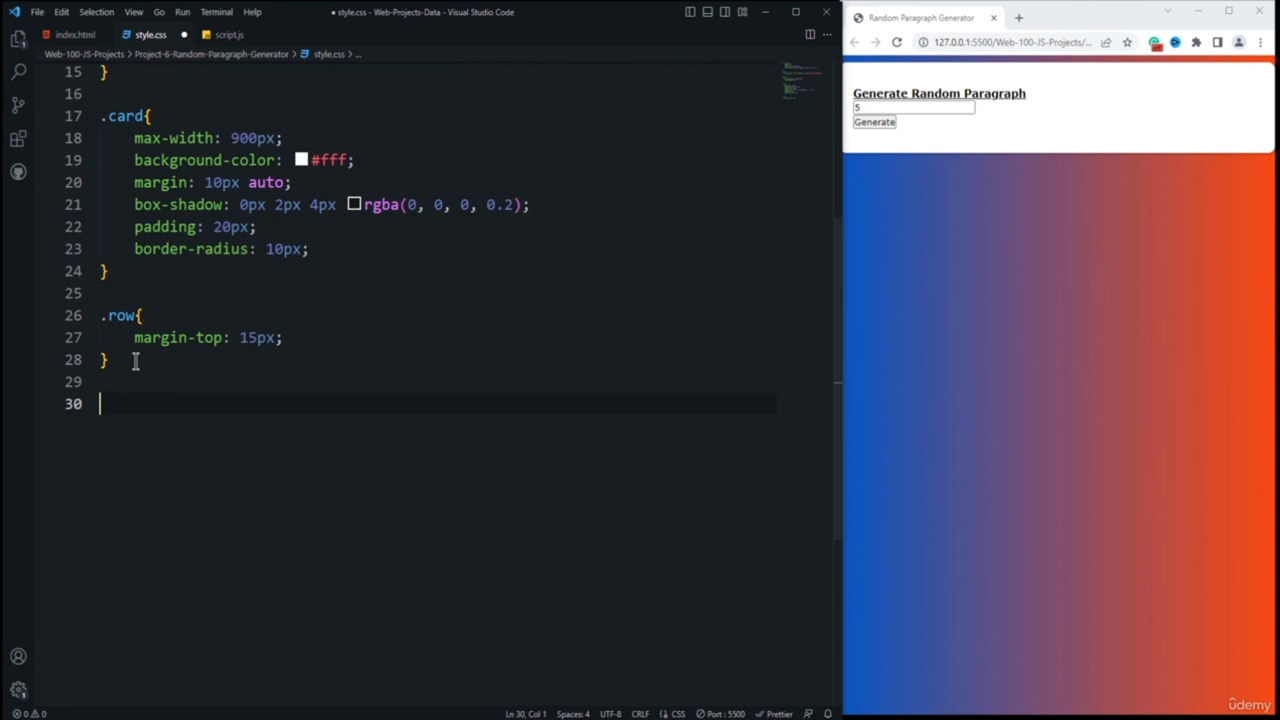 File Edit Selection View Go Run Terminal Help
● style.css - Web-Projects-Data - Visual Studio Code
index.html style.css script.js
Web-100-JS-Projects > Project-6-Random-Paragraph-Generator > style.css > ...
15 }
16
17 .card{
18 max-width: 900px;
19 background-color: #fff;
20 margin: 10px auto;
21 box-shadow: 0px 2px 4px rgba(0, 0, 0, 0.2);
22 padding: 20px;
23 border-radius: 10px;
24 }
25
26 .row{
27 margin-top: 15px;
28 }
29
30
0 0 Ln 30, Col 1 Spaces: 4 UTF-8 CRLF CSS Port : 5500 Prettier
Random Paragraph Generator
127.0.0.1:5500/Web-100-JS-Projects/...
Generate Random Paragraph
5
Generate
udemy